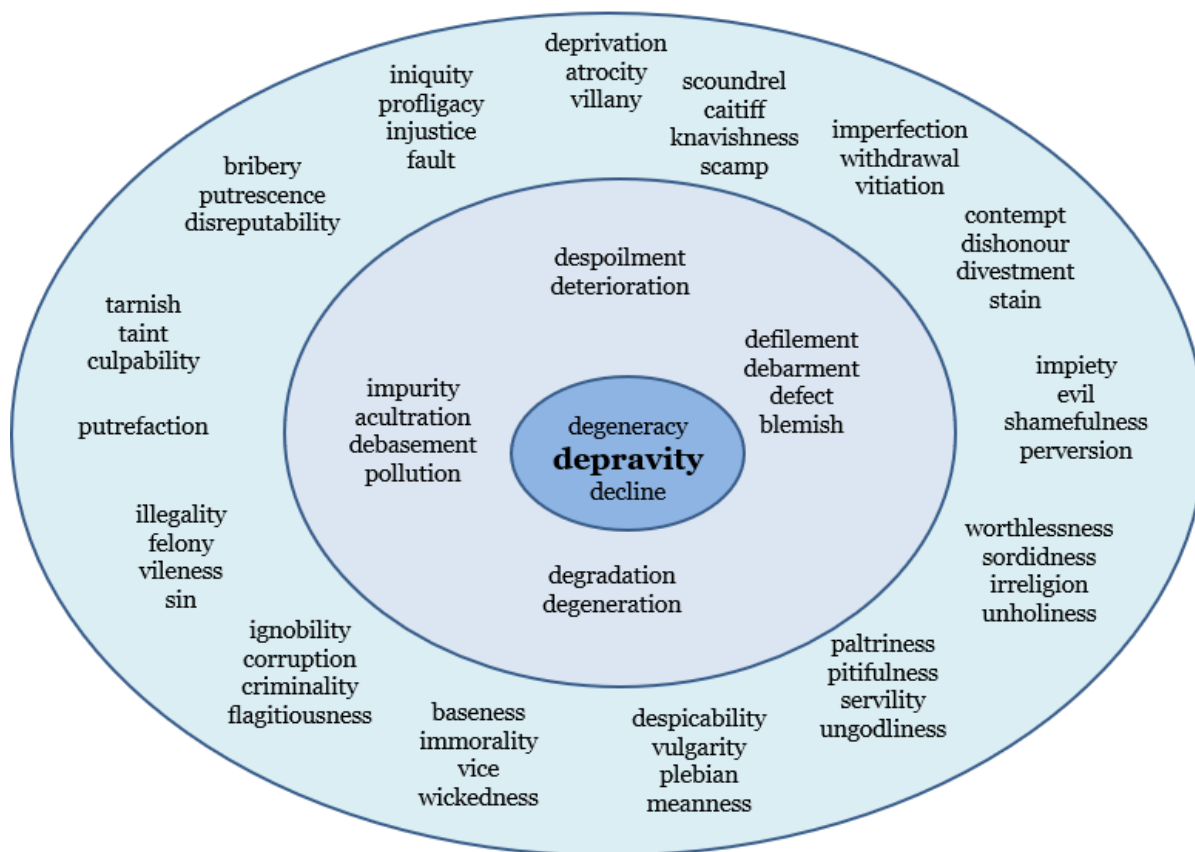 deprivation
atrocity
villany
iniquity
profligacy
injustice
fault
scoundrel
caitiff
knavishness
scamp
imperfection
withdrawal
vitiation
bribery
putrescence
disreputability
contempt
dishonour
divestment
stain
despoilment
deterioration
tarnish
taint
culpability
defilement
debarment
defect
blemish
impiety
evil
shamefulness
perversion
impurity
acultration
debasement
pollution
putrefaction
degeneracy
depravity
decline
illegality
felony
vileness
sin
worthlessness
sordidness
irreligion
unholiness
degradation
degeneration
ignobility
corruption
criminality
flagitiousness
paltriness
pitifulness
servility
ungodliness
baseness
immorality
vice
wickedness
despicability
vulgarity
plebian
meanness